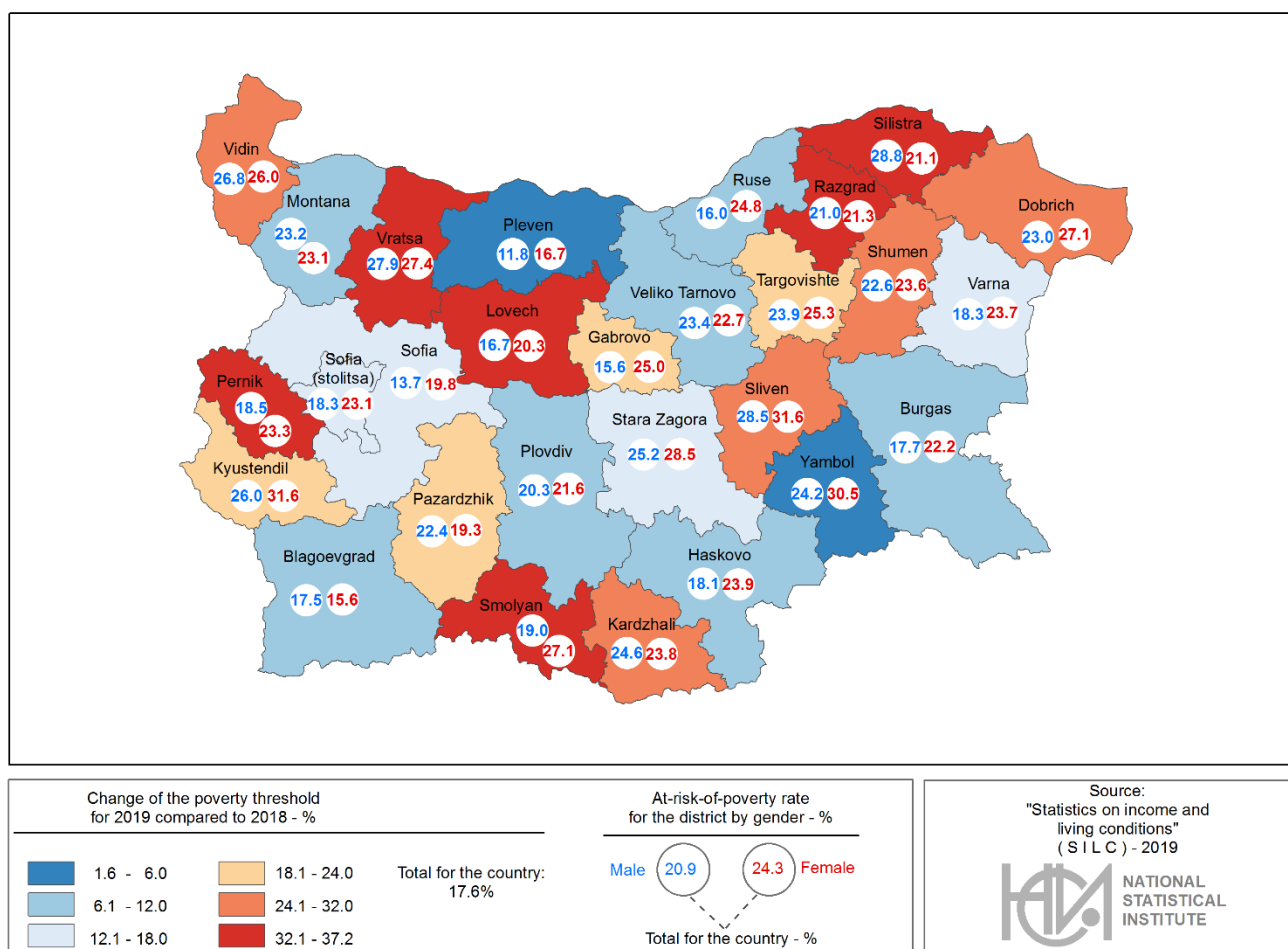 Silistra
28.8 21.1
Vidin
26.8 26.0
Ruse
16.0 24.8
Razgrad
21.0 21.3
Montana
23.2
23.1
Dobrich
23.0 27.1
Pleven
11.8 16.7
Vratsa
27.9 27.4
Shumen
22.6 23.6
Targovishte
23.9 25.3
Varna
18.3 23.7
Veliko Tarnovo
23.4 22.7
Lovech
16.7 20.3
Gabrovo
15.6 25.0
Sofia
13.7 19.8
Sofia
(stolitsa)
18.3 23.1
Pernik
18.5
23.3
Sliven
28.5 31.6
Burgas
17.7 22.2
Stara Zagora
25.2 28.5
Plovdiv
20.3 21.6
Yambol
24.2 30.5
Kyustendil
26.0 31.6
Pazardzhik
22.4 19.3
Blagoevgrad
17.5 15.6
Haskovo
18.1 23.9
Smolyan
19.0
27.1
Kardzhali
24.6 23.8
Change of the poverty threshold
for 2019 compared to 2018 - %
1.6 - 6.0
6.1 - 12.0
12.1 - 18.0
18.1 - 24.0
24.1 - 32.0
32.1 - 37.2
Total for the country:
17.6%
At-risk-of-poverty rate
for the district by gender - %
Male 20.9 24.3 Female
Total for the country - %
Source:
"Statistics on income and
living conditions"
( S I L C ) - 2019
НСИ
NATIONAL
STATISTICAL
INSTITUTE